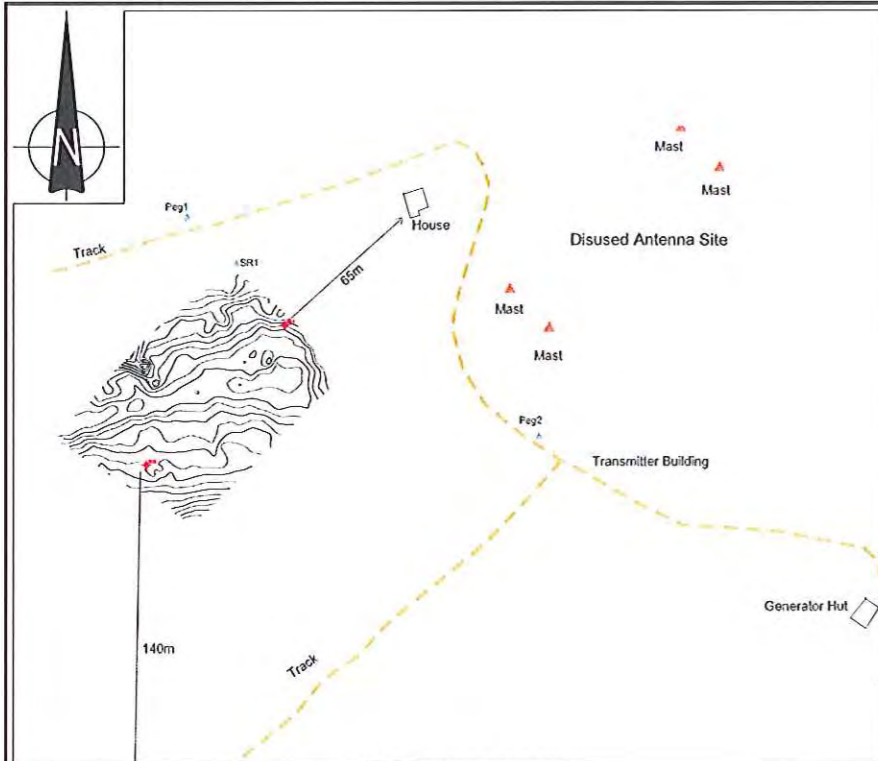 N
Mast
Mast
Peg1
House
Disused Antenna Site
Track
SR1
65m
Mast
Mast
Peg2
Transmitter Building
Generator Hut
140m
Track